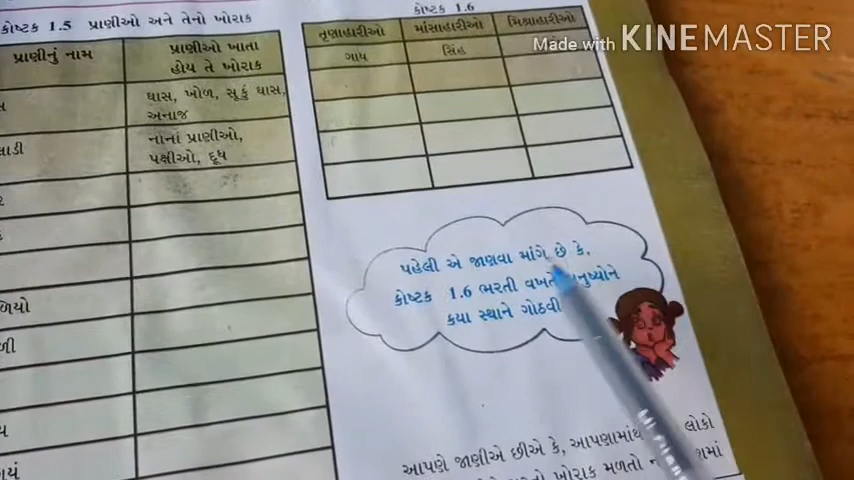 કોષ્ટક 1.5 પ્રાણીઓ અને તેનો ખોરાક
પ્રાણીનું નામ
પ્રાણીઓ ખાતા
હોય તે ખોરાક
ઘાસ, ખોળ, સૂકું ઘાસ,
અનાજ
નાનાં પ્રાણીઓ,
પક્ષીઓ, દૂધ
કોષ્ટક 1.6
તૃણાહારીઓ માંસાહારીઓ મિશ્રાહારીઓ
ગાય સિંહ
Made with KINEMASTER
પહેલી એ જાણવા માંગે છે કે,
કોષ્ટક 1.6 ભરતી વખતે
કયા સ્થાને ગોઠવી
આપણે જાણીએ છીએ કે, લોકો
ખોરાક મળતો